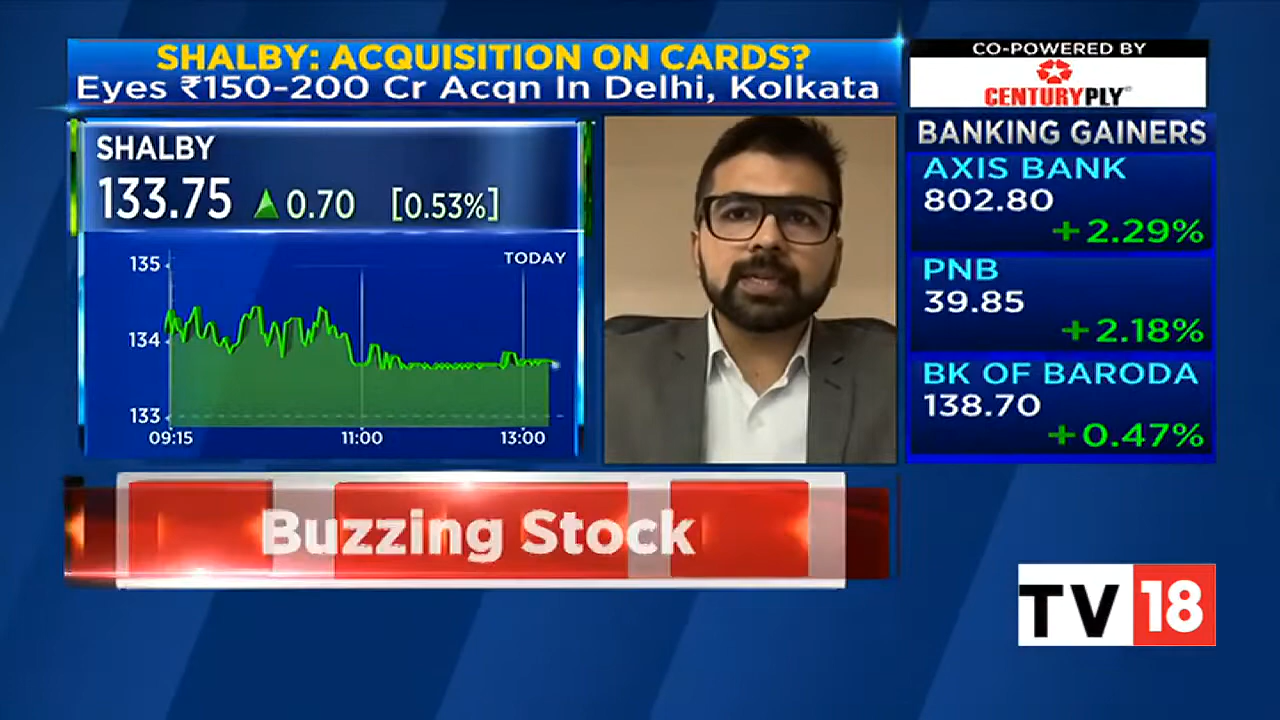 SHALBY: ACQUISITION ON CARDS?
Eyes ₹150-200 Cr Acqn In Delhi, Kolkata
CO-POWERED BY
CENTURYPLY
SHALBY
133.75 ▲ 0.70 [0.53%]
TODAY
135
134
133
09:15 11:00 13:00
BANKING GAINERS
AXIS BANK
802.80
+2.29%
PNB
39.85
+2.18%
BK OF BARODA
138.70
+0.47%
Buzzing Stock
TV 18